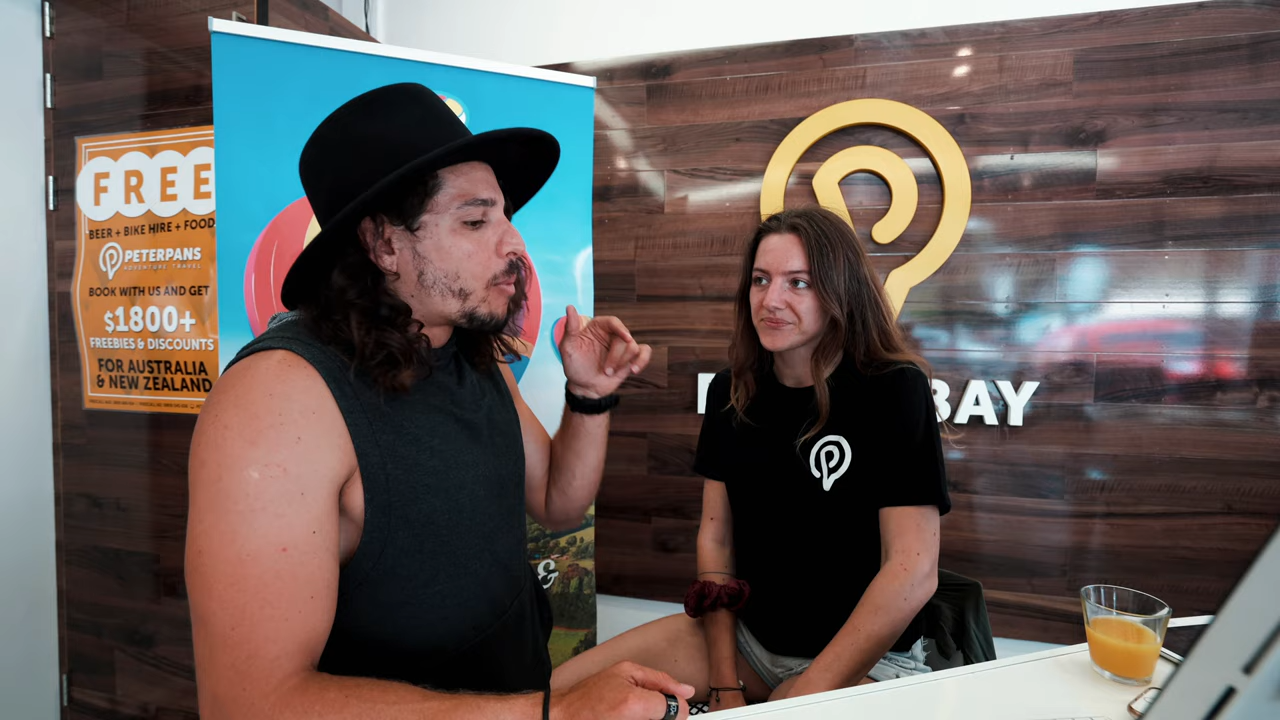 FREE
BEER + BIKE HIRE + FOOD
PETERPANS
ADVENTURE TRAVEL
BOOK WITH US AND GET
$1800+
FREEBIES & DISCOUNTS
FOR AUSTRALIA
& NEW ZEALAND
&
BAY